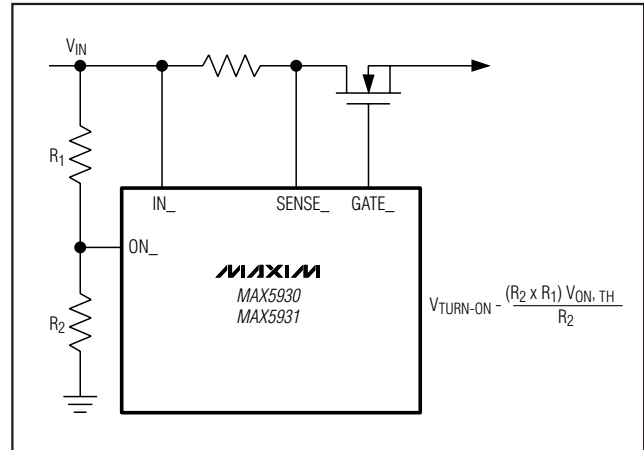 VIN
R1
IN_ SENSE_ GATE_
ON_
MAXIM
MAX5930
MAX5931
R2
VTURN-ON - (R2 x R1) VON, TH
R2